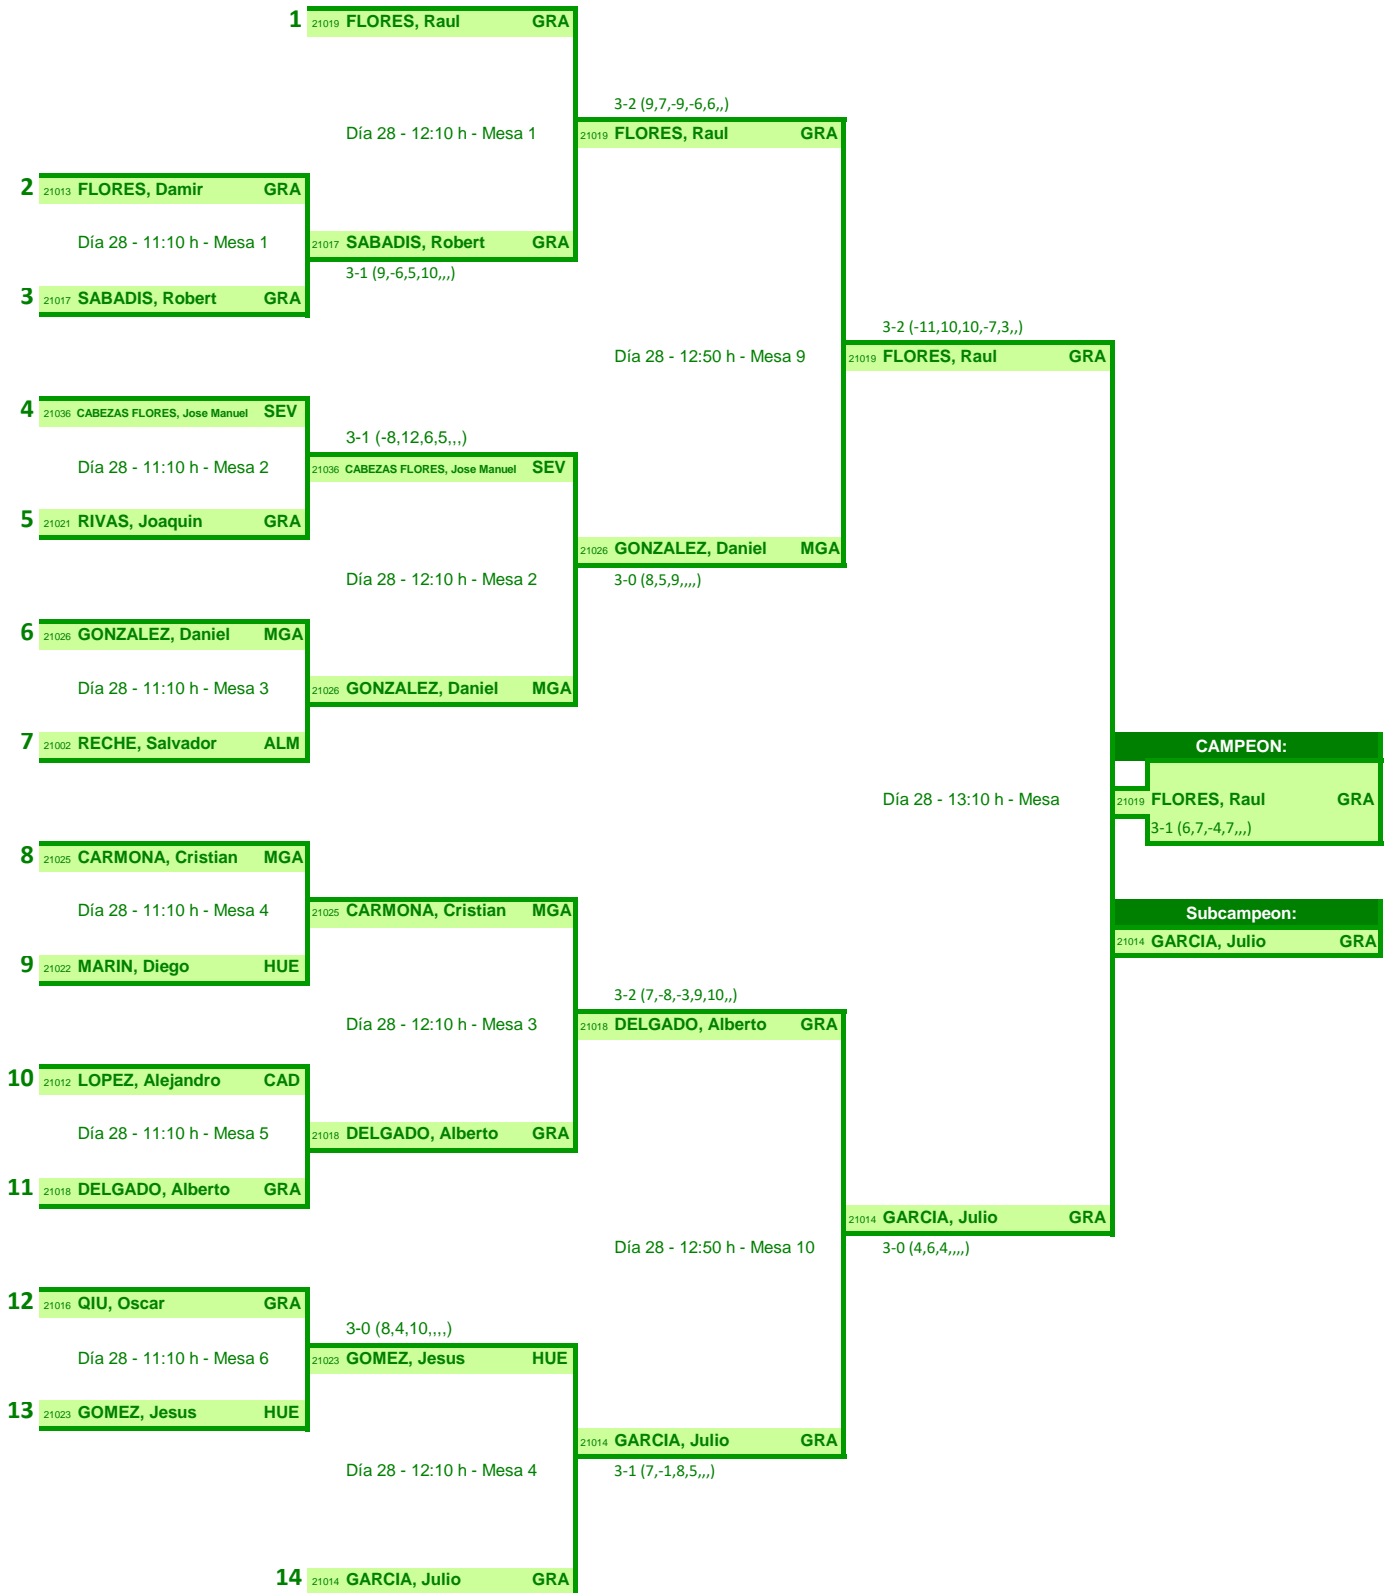 1 21019 FLORES, Raul GRA
3-2 (9,7,-9,-6,6,,)
Día 28 - 12:10 h - Mesa 1
21019 FLORES, Raul GRA
2 21013 FLORES, Damir GRA
Día 28 - 11:10 h - Mesa 1
21017 SABADIS, Robert GRA
3-1 (9,-6,5,10,,,)
3 21017 SABADIS, Robert GRA
3-2 (-11,10,10,-7,3,,)
Día 28 - 12:50 h - Mesa 9
21019 FLORES, Raul GRA
4 21036 CABEZAS FLORES, Jose Manuel SEV
3-1 (-8,12,6,5,,,)
Día 28 - 11:10 h - Mesa 2
21036 CABEZAS FLORES, Jose Manuel SEV
5 21021 RIVAS, Joaquin GRA
21026 GONZALEZ, Daniel MGA
Día 28 - 12:10 h - Mesa 2
3-0 (8,5,9,,,,)
6 21026 GONZALEZ, Daniel MGA
Día 28 - 11:10 h - Mesa 3
21026 GONZALEZ, Daniel MGA
7 21002 RECHE, Salvador ALM
CAMPEON:
Día 28 - 13:10 h - Mesa
21019 FLORES, Raul GRA
3-1 (6,7,-4,7,,,)
8 21025 CARMONA, Cristian MGA
Día 28 - 11:10 h - Mesa 4
21025 CARMONA, Cristian MGA
Subcampeon:
21014 GARCIA, Julio GRA
9 21022 MARIN, Diego HUE
3-2 (7,-8,-3,9,10,,)
Día 28 - 12:10 h - Mesa 3
21018 DELGADO, Alberto GRA
10 21012 LOPEZ, Alejandro CAD
Día 28 - 11:10 h - Mesa 5
21018 DELGADO, Alberto GRA
11 21018 DELGADO, Alberto GRA
21014 GARCIA, Julio GRA
Día 28 - 12:50 h - Mesa 10
3-0 (4,6,4,,,,)
12 21016 QIU, Oscar GRA
3-0 (8,4,10,,,,)
Día 28 - 11:10 h - Mesa 6
21023 GOMEZ, Jesus HUE
13 21023 GOMEZ, Jesus HUE
21014 GARCIA, Julio GRA
Día 28 - 12:10 h - Mesa 4
3-1 (7,-1,8,5,,,)
14 21014 GARCIA, Julio GRA